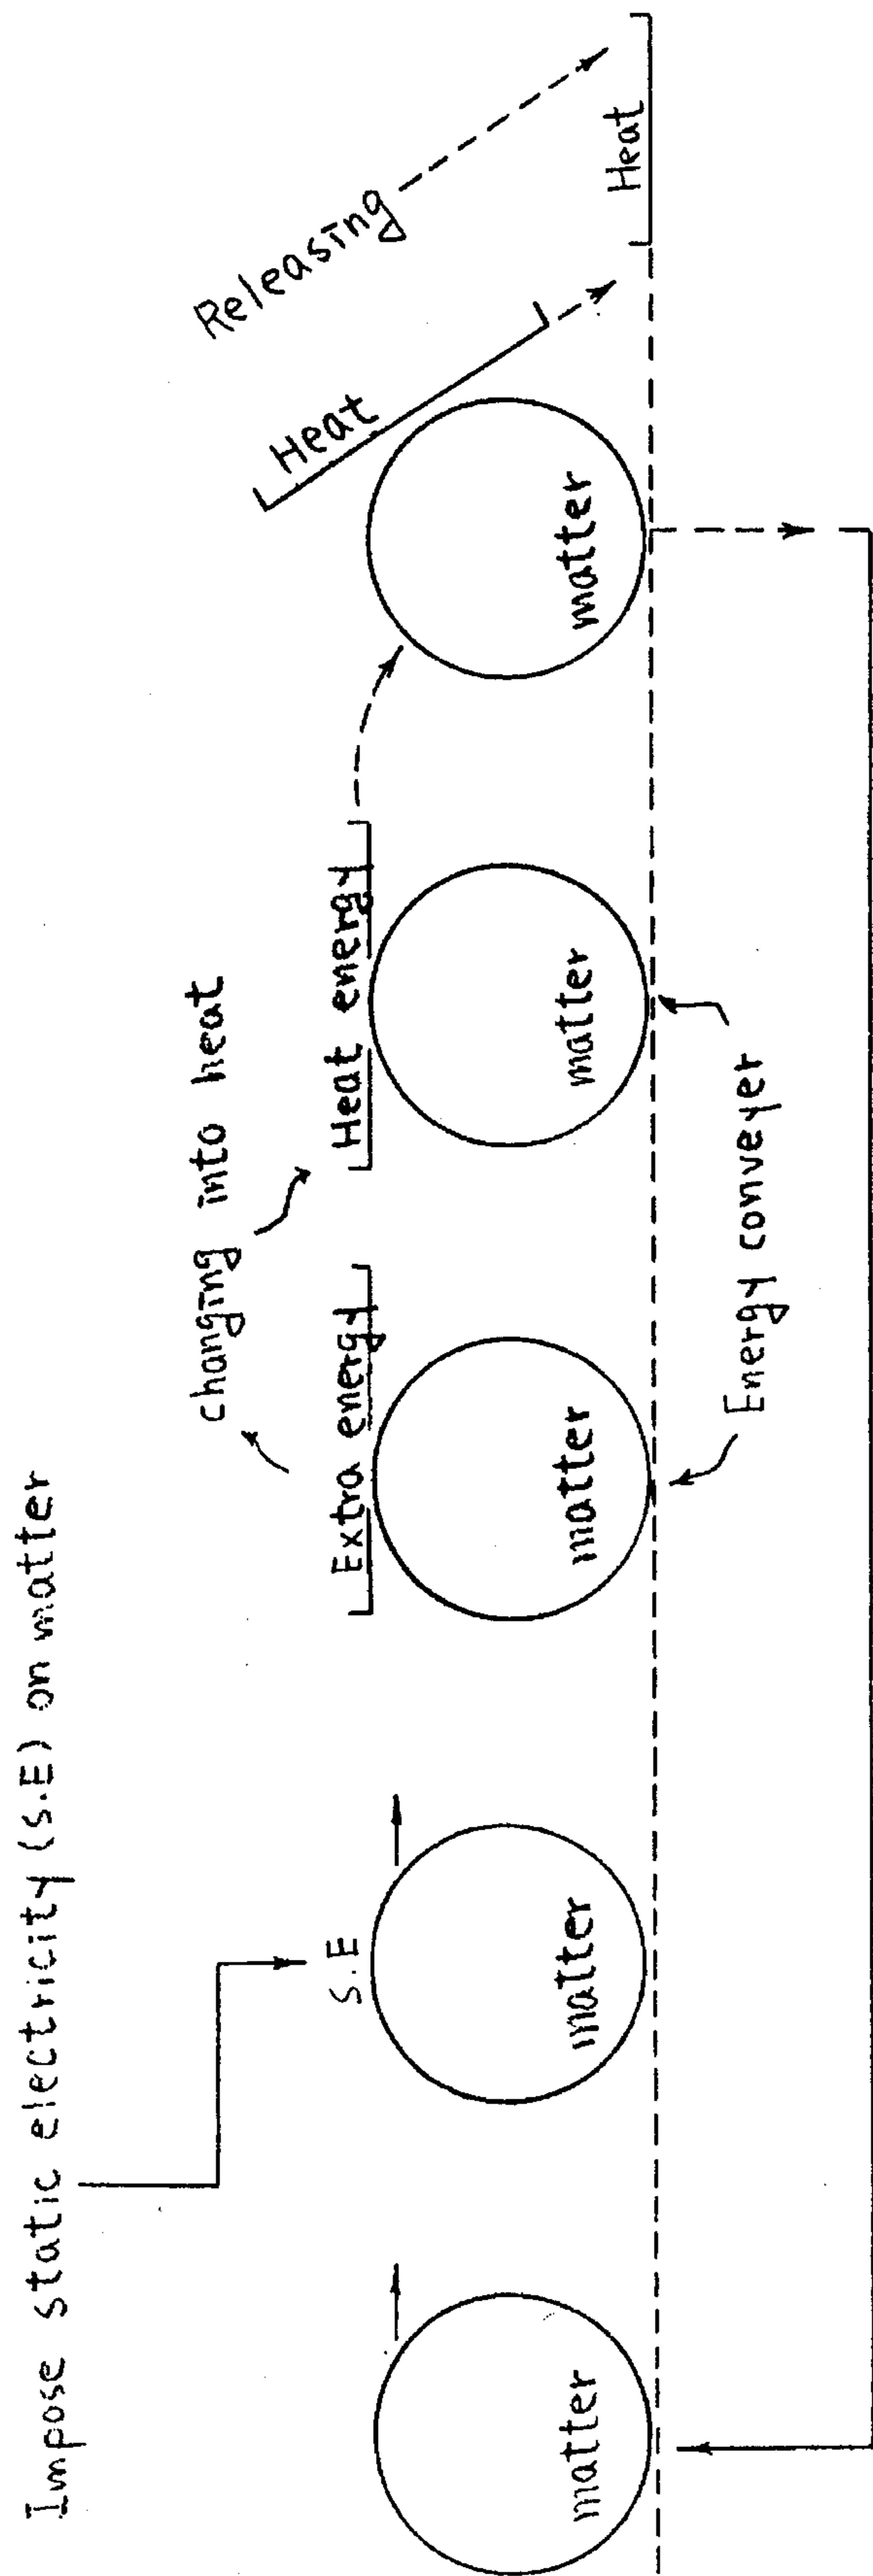 Impose static electricity (S.E) on matter
changing into heat
Releasing
S.E
Extra energy
Heat energy
Heat
Heat
matter
matter
matter
matter
matter
Energy conveyer